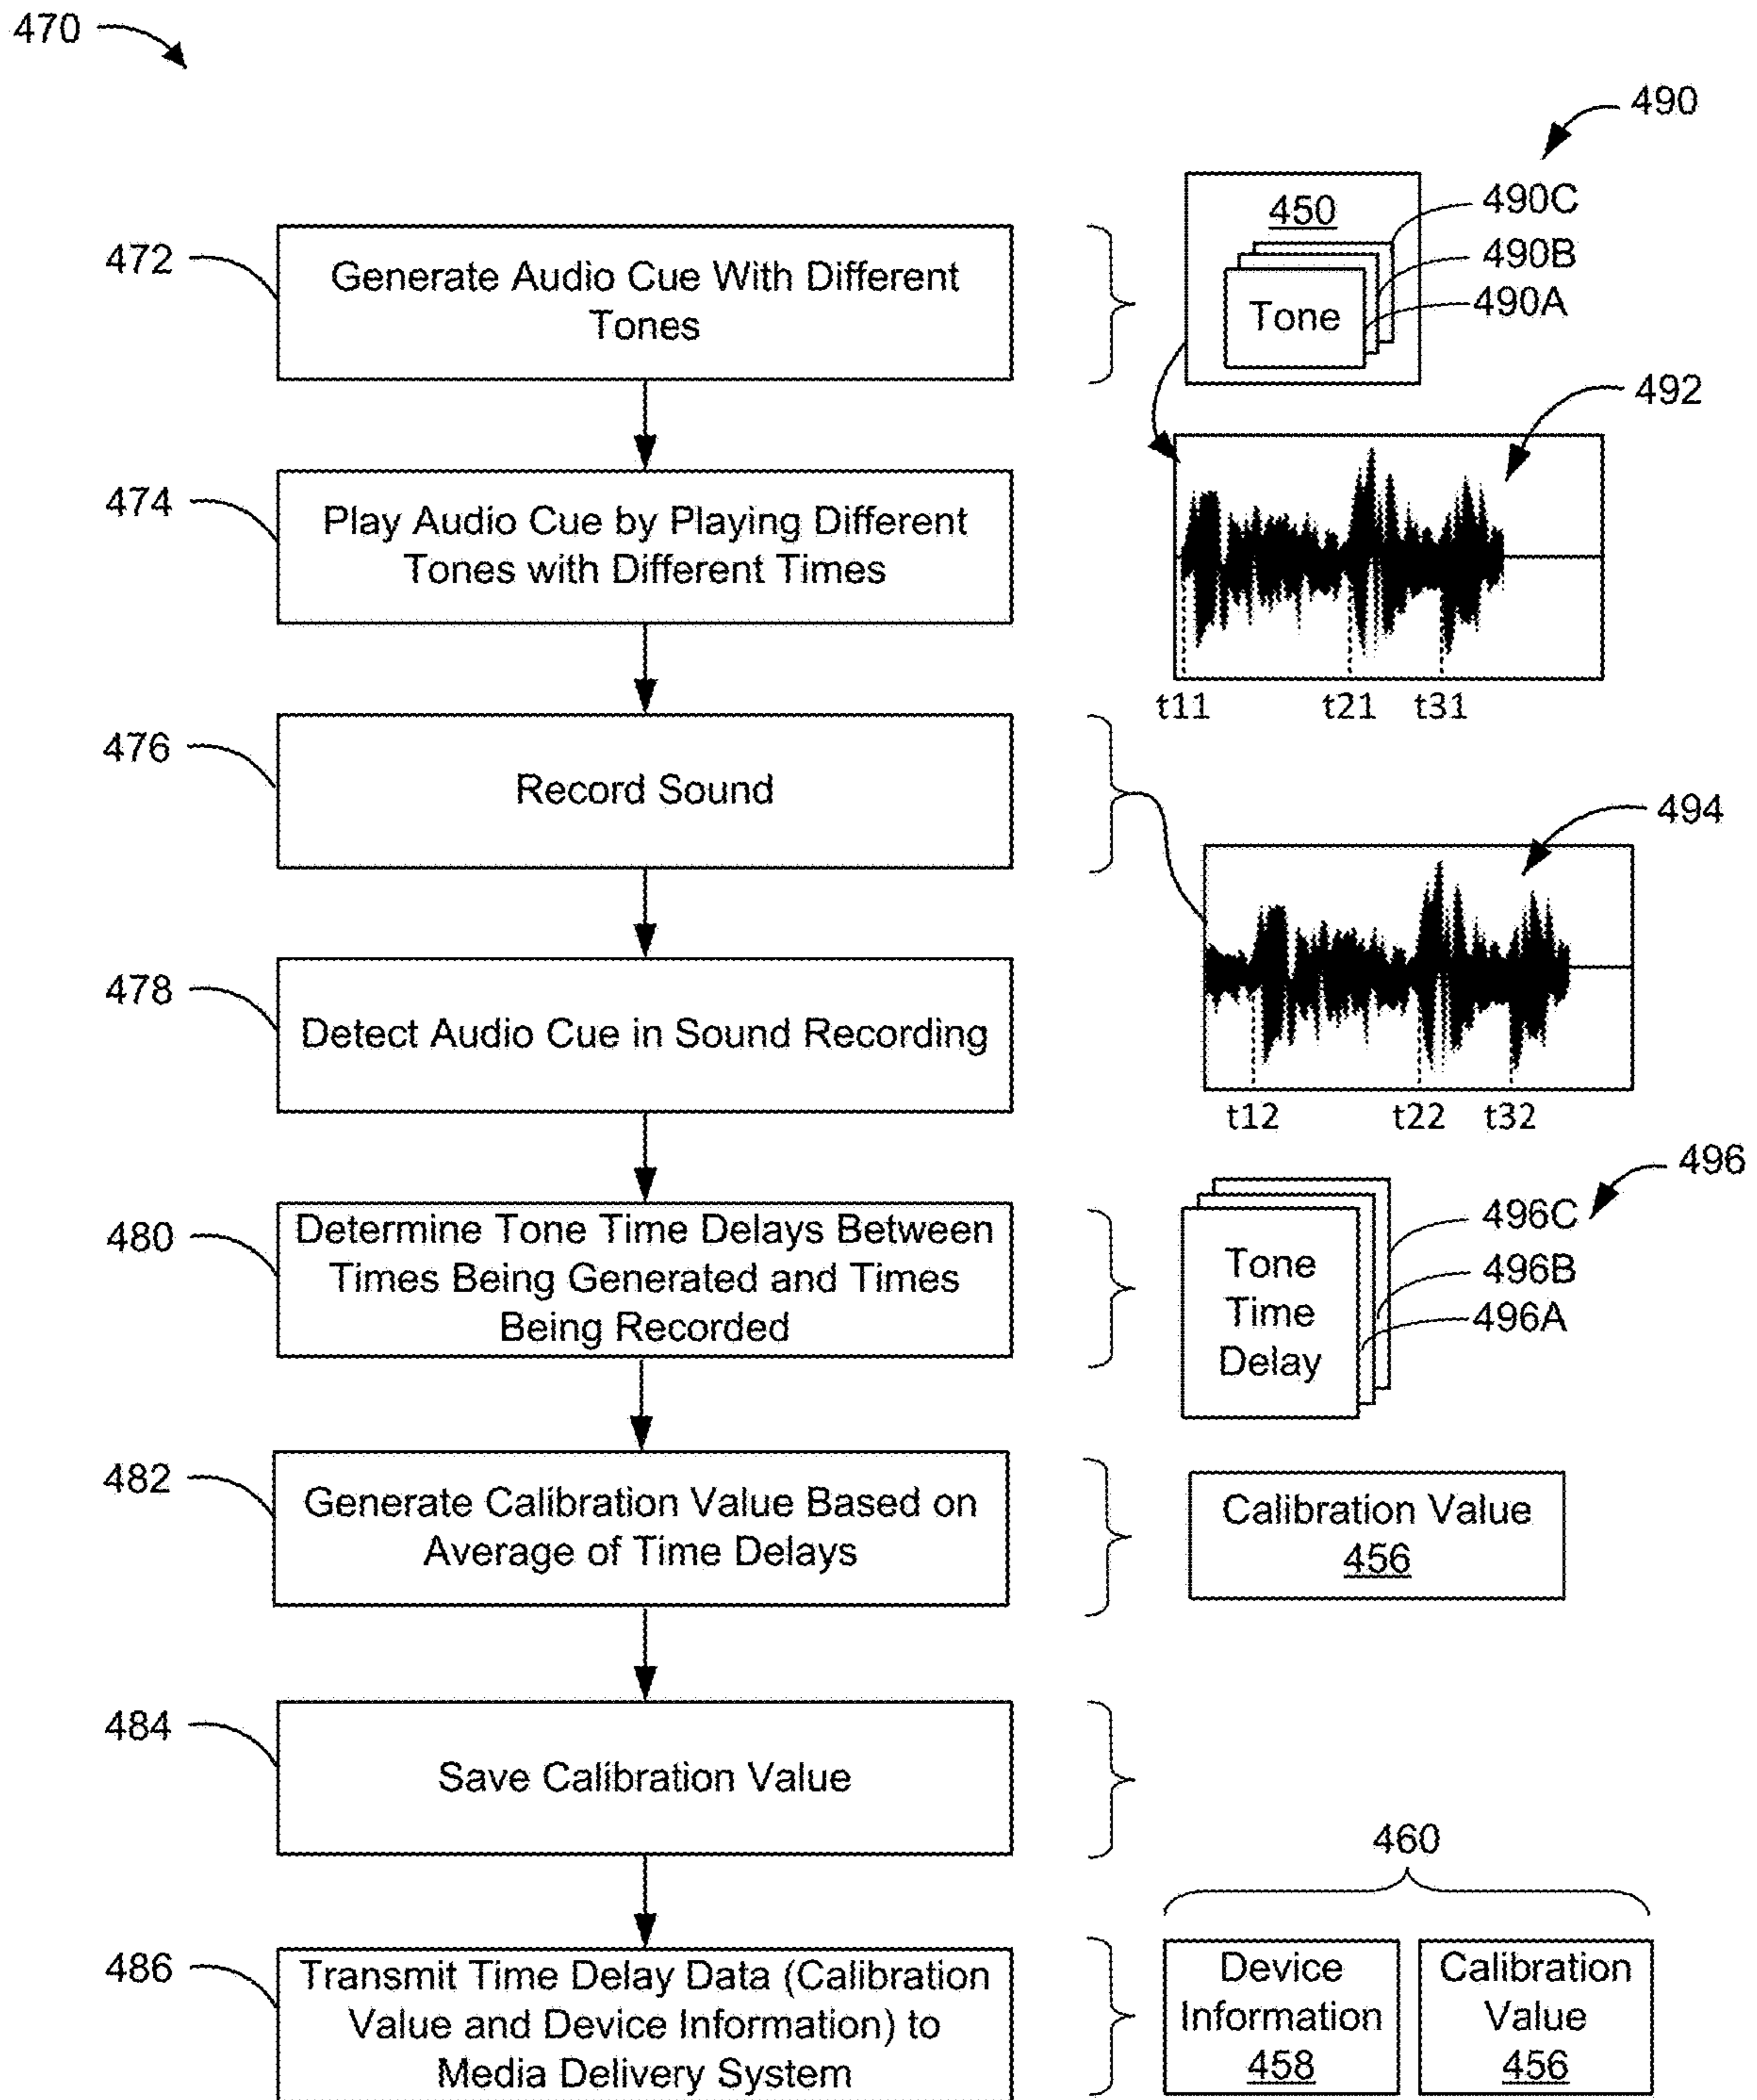 470
490
450
490C
490B
490A
Tone
472
Generate Audio Cue With Different
Tones
492
474
Play Audio Cue by Playing Different
Tones with Different Times
t11 t21 t31
476
Record Sound
494
478
Detect Audio Cue in Sound Recording
t12 t22 t32
496
480
Determine Tone Time Delays Between
Times Being Generated and Times
Being Recorded
Tone
Time
Delay
496C
496B
496A
482
Generate Calibration Value Based on
Average of Time Delays
Calibration Value
456
484
Save Calibration Value
460
486
Transmit Time Delay Data (Calibration
Value and Device Information) to
Media Delivery System
Device
Information
458
Calibration
Value
456